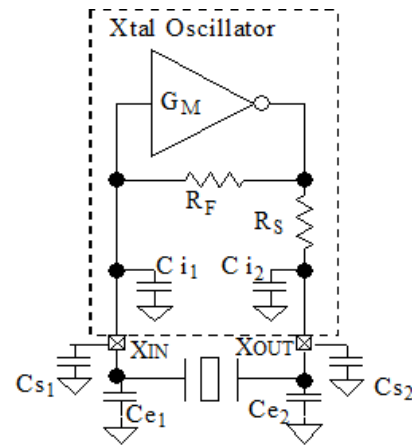 Xtal Oscillator
GM
RF
RS
Ci1 Ci2
XIN XOUT
Cs1 Ce1 Ce2 Cs2